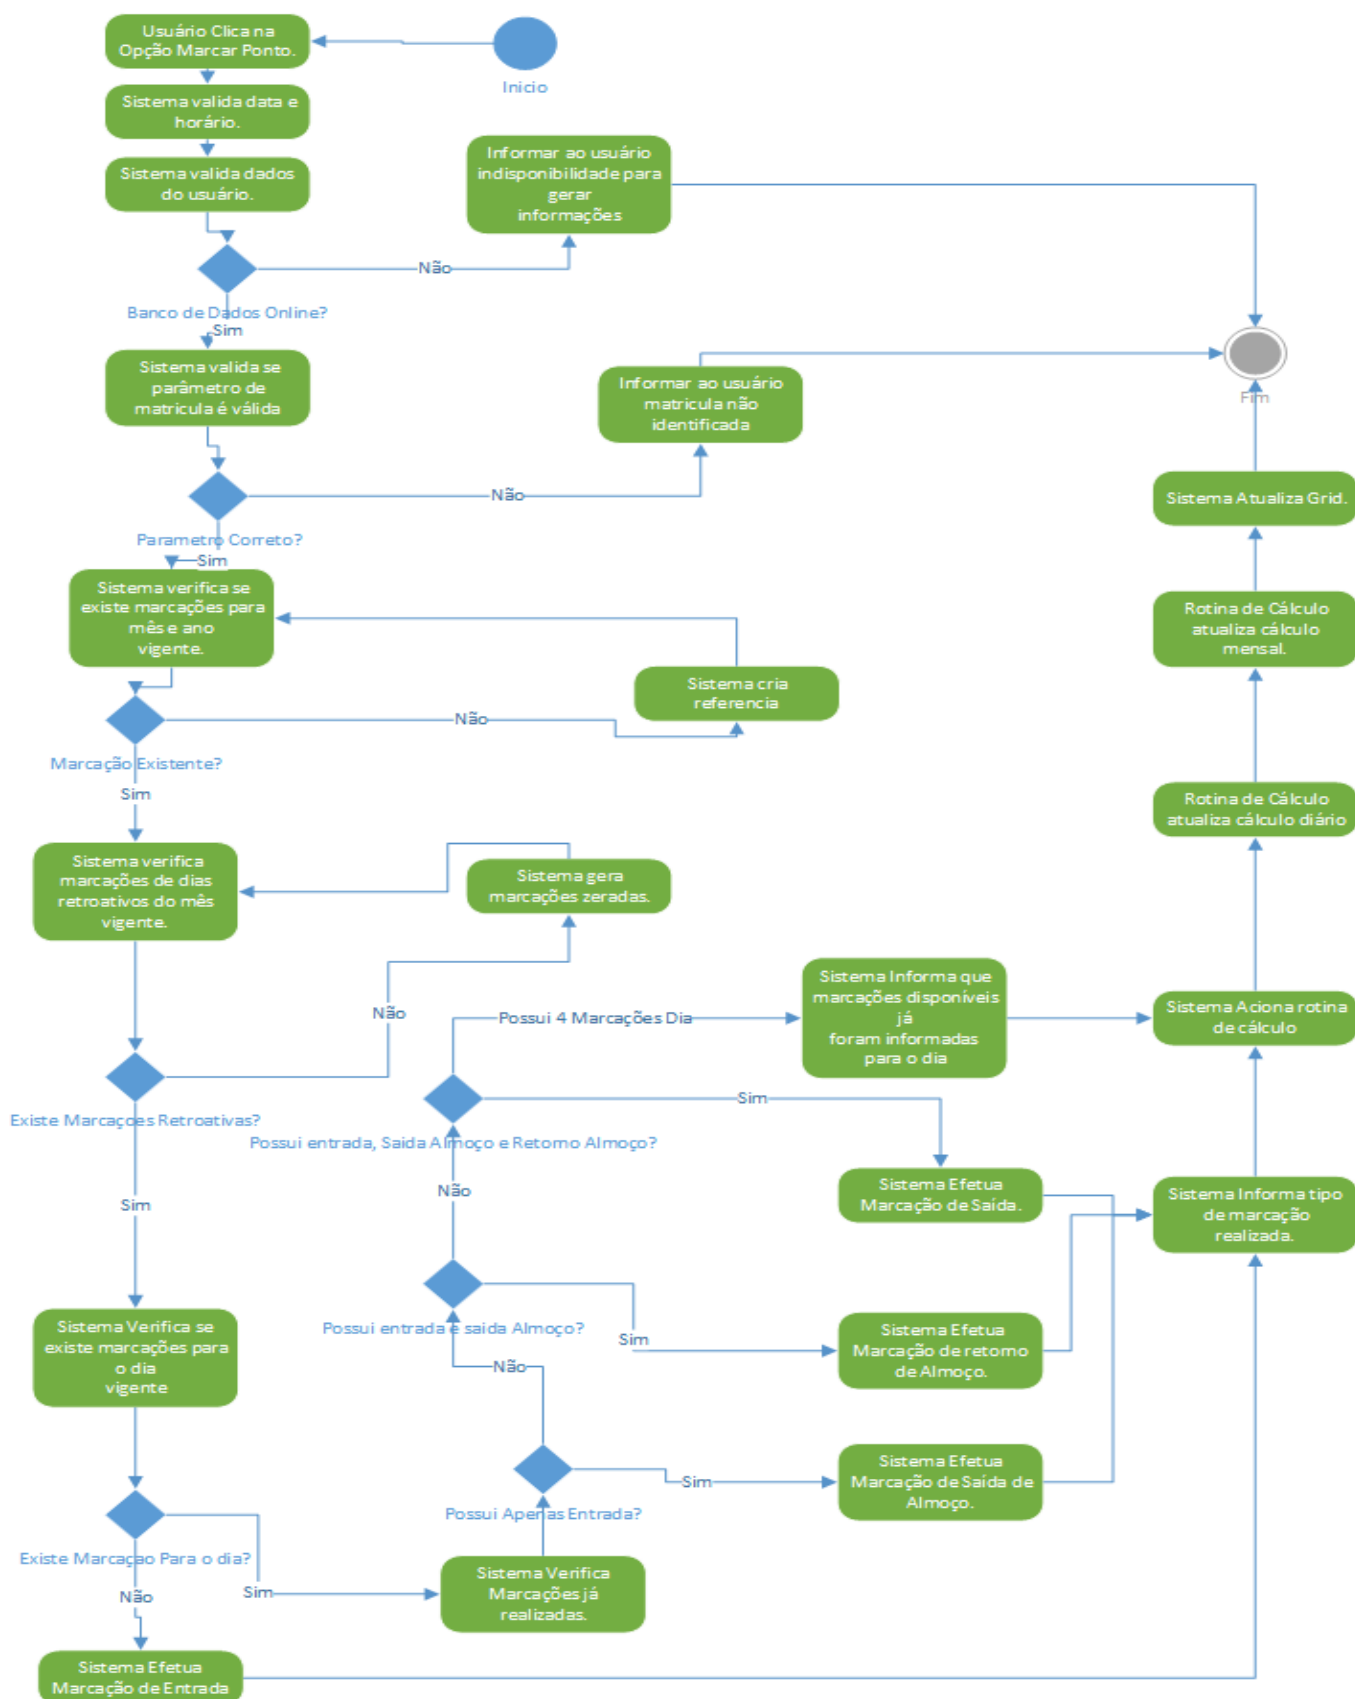 Usuário Clica na
Opção Marcar Ponto.
Inicio
Sistema valida data e
horário.
Sistema valida dados
do usuário.
Informar ao usuário
indisponibilidade para
gerar
informações
Não
Banco de Dados Online?
Sim
Sistema valida se
parâmetro de
matricula é válida
Informar ao usuário
matricula não
identificada
Fim
Não
Parametro Correto?
Sim
Sistema Atualiza Grid.
Sistema verifica se
existe marcações para
mês e ano
vigente.
Rotina de Cálculo
atualiza cálculo
mensal.
Sistema cria
referencia
Não
Marcação Existente?
Sim
Rotina de Cálculo
atualiza cálculo diário
Sistema verifica
marcações de dias
retroativos do mês
vigente.
Sistema gera
marcações zeradas.
Não
Possui 4 Marcações Dia
Sistema Informa que
marcações disponíveis
já
foram informadas
para o dia
Sistema Aciona rotina
de cálculo
Existe Marcaçoes Retroativas?
Sim
Possui entrada, Saida Almoço e Retorno Almoço?
Não
Sim
Sistema Efetua
Marcação de Saída.
Sistema Informa tipo
de marcação
realizada.
Possui entrada e saida Almoço?
Sim
Não
Sistema Efetua
Marcação de retorno
de Almoço.
Sistema Verifica se
existe marcações para
o dia
vigente
Possui Apenas Entrada?
Sim
Sistema Efetua
Marcação de Saída de
Almoço.
Existe Marcaçao Para o dia?
Não
Sim
Sistema Verifica
Marcações já
realizadas.
Sistema Efetua
Marcação de Entrada